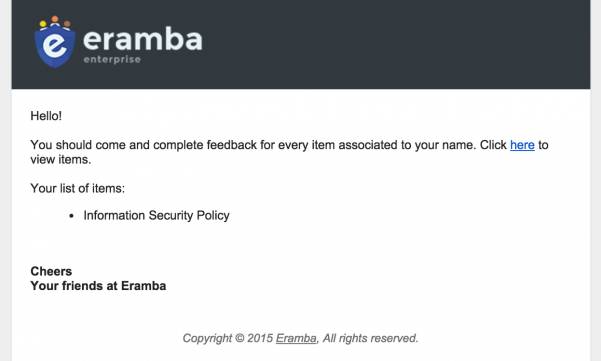 eramba
enterprise
Hello!
You should come and complete feedback for every item associated to your name. Click here to
view items.
Your list of items:
• Information Security Policy
Cheers
Your friends at Eramba
Copyright © 2015 Eramba, All rights reserved.